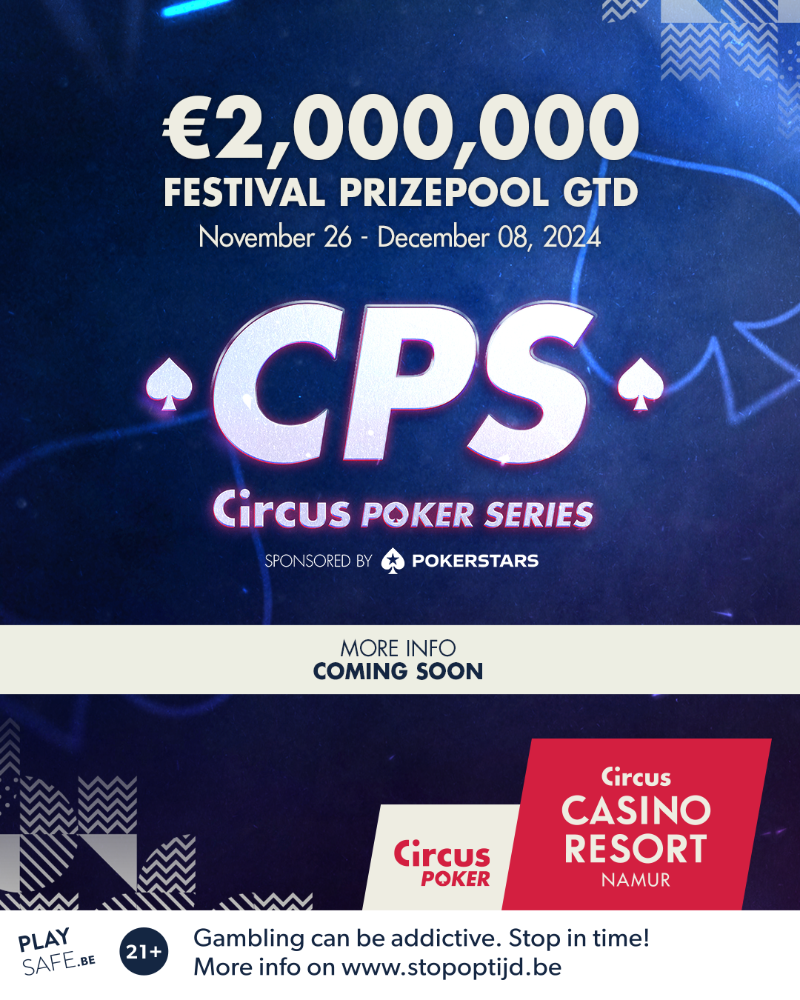 €2,000,000
FESTIVAL PRIZEPOOL GTD
November 26 - December 08, 2024
CPS
Circus POKER SERIES
SPONSORED BY POKERSTARS
MORE INFO
COMING SOON
Circus
CASINO
RESORT
NAMUR
Circus
POKER
PLAY
SAFE.BE
21+
Gambling can be addictive. Stop in time!
More info on www.stopoptijd.be